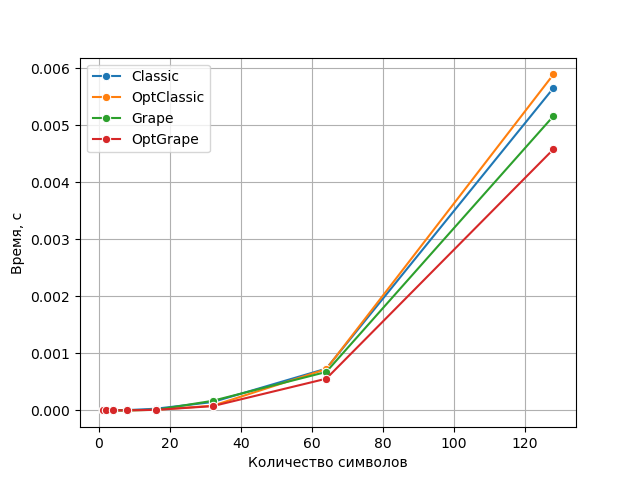 0.006
0.005
0.004
0.003
0.002
0.001
0.000
Время, с
Classic
OptClassic
Grape
OptGrape
0 20 40 60 80 100 120
Количество символов